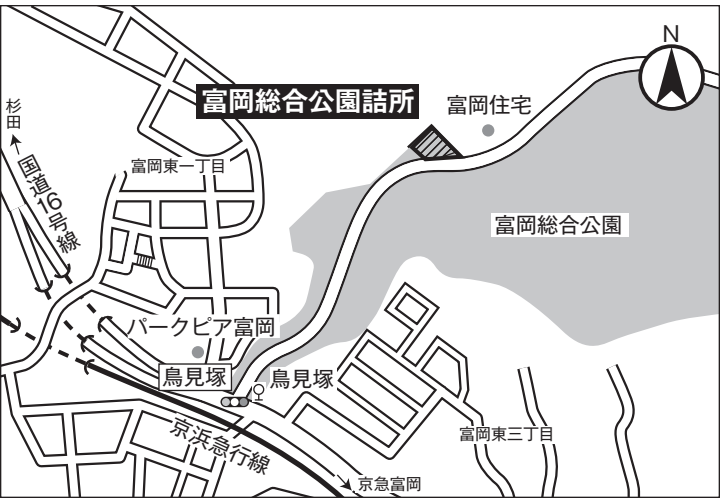 N
富岡総合公園詰所
富岡住宅
杉田
←国道16号線
富岡東一丁目
富岡総合公園
パークピア富岡
鳥見塚
鳥見塚
京浜急行線
富岡東三丁目
→京急富岡